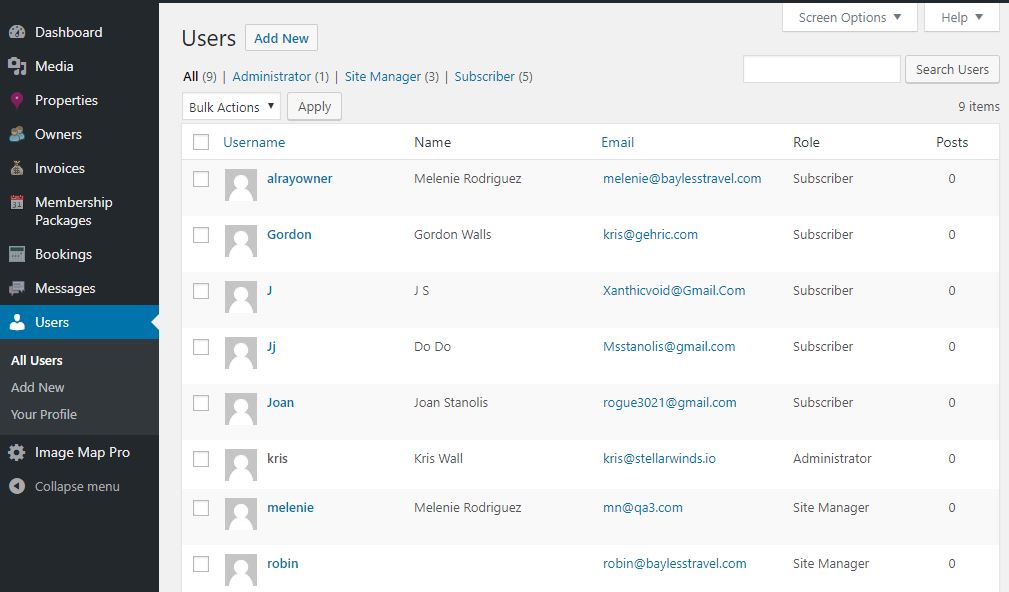 Screen Options ▼
Help ▼
Dashboard
Media
Properties
Owners
Invoices
Membership
Packages
Bookings
Messages
Users
All Users
Add New
Your Profile
Image Map Pro
Collapse menu
Users Add New
All (9) | Administrator (1) | Site Manager (3) | Subscriber (5)
Search Users
Bulk Actions ▼ Apply
9 items
Username Name Email Role Posts
alrayowner Melenie Rodriguez melenie@baylesstravel.com Subscriber 0
Gordon Gordon Walls kris@gehric.com Subscriber 0
J J S Xanthicvoid@Gmail.Com Subscriber 0
Jj Do Do Msstanolis@gmail.com Subscriber 0
Joan Joan Stanolis rogue3021@gmail.com Subscriber 0
kris Kris Wall kris@stellarwinds.io Administrator 0
melenie Melenie Rodriguez mn@qa3.com Site Manager 0
robin robin@baylesstravel.com Site Manager 0